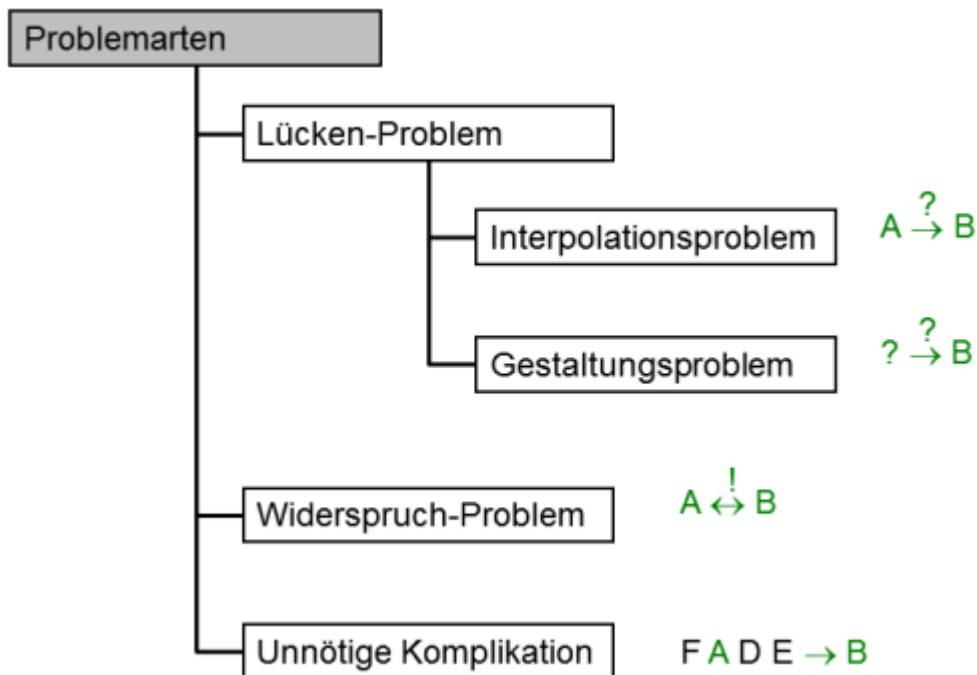 Problemarten
Lücken-Problem
?
Interpolationsproblem A → B
?
Gestaltungsproblem ? → B
!
Widerspruch-Problem A ↔ B
Unnötige Komplikation F A D E → B